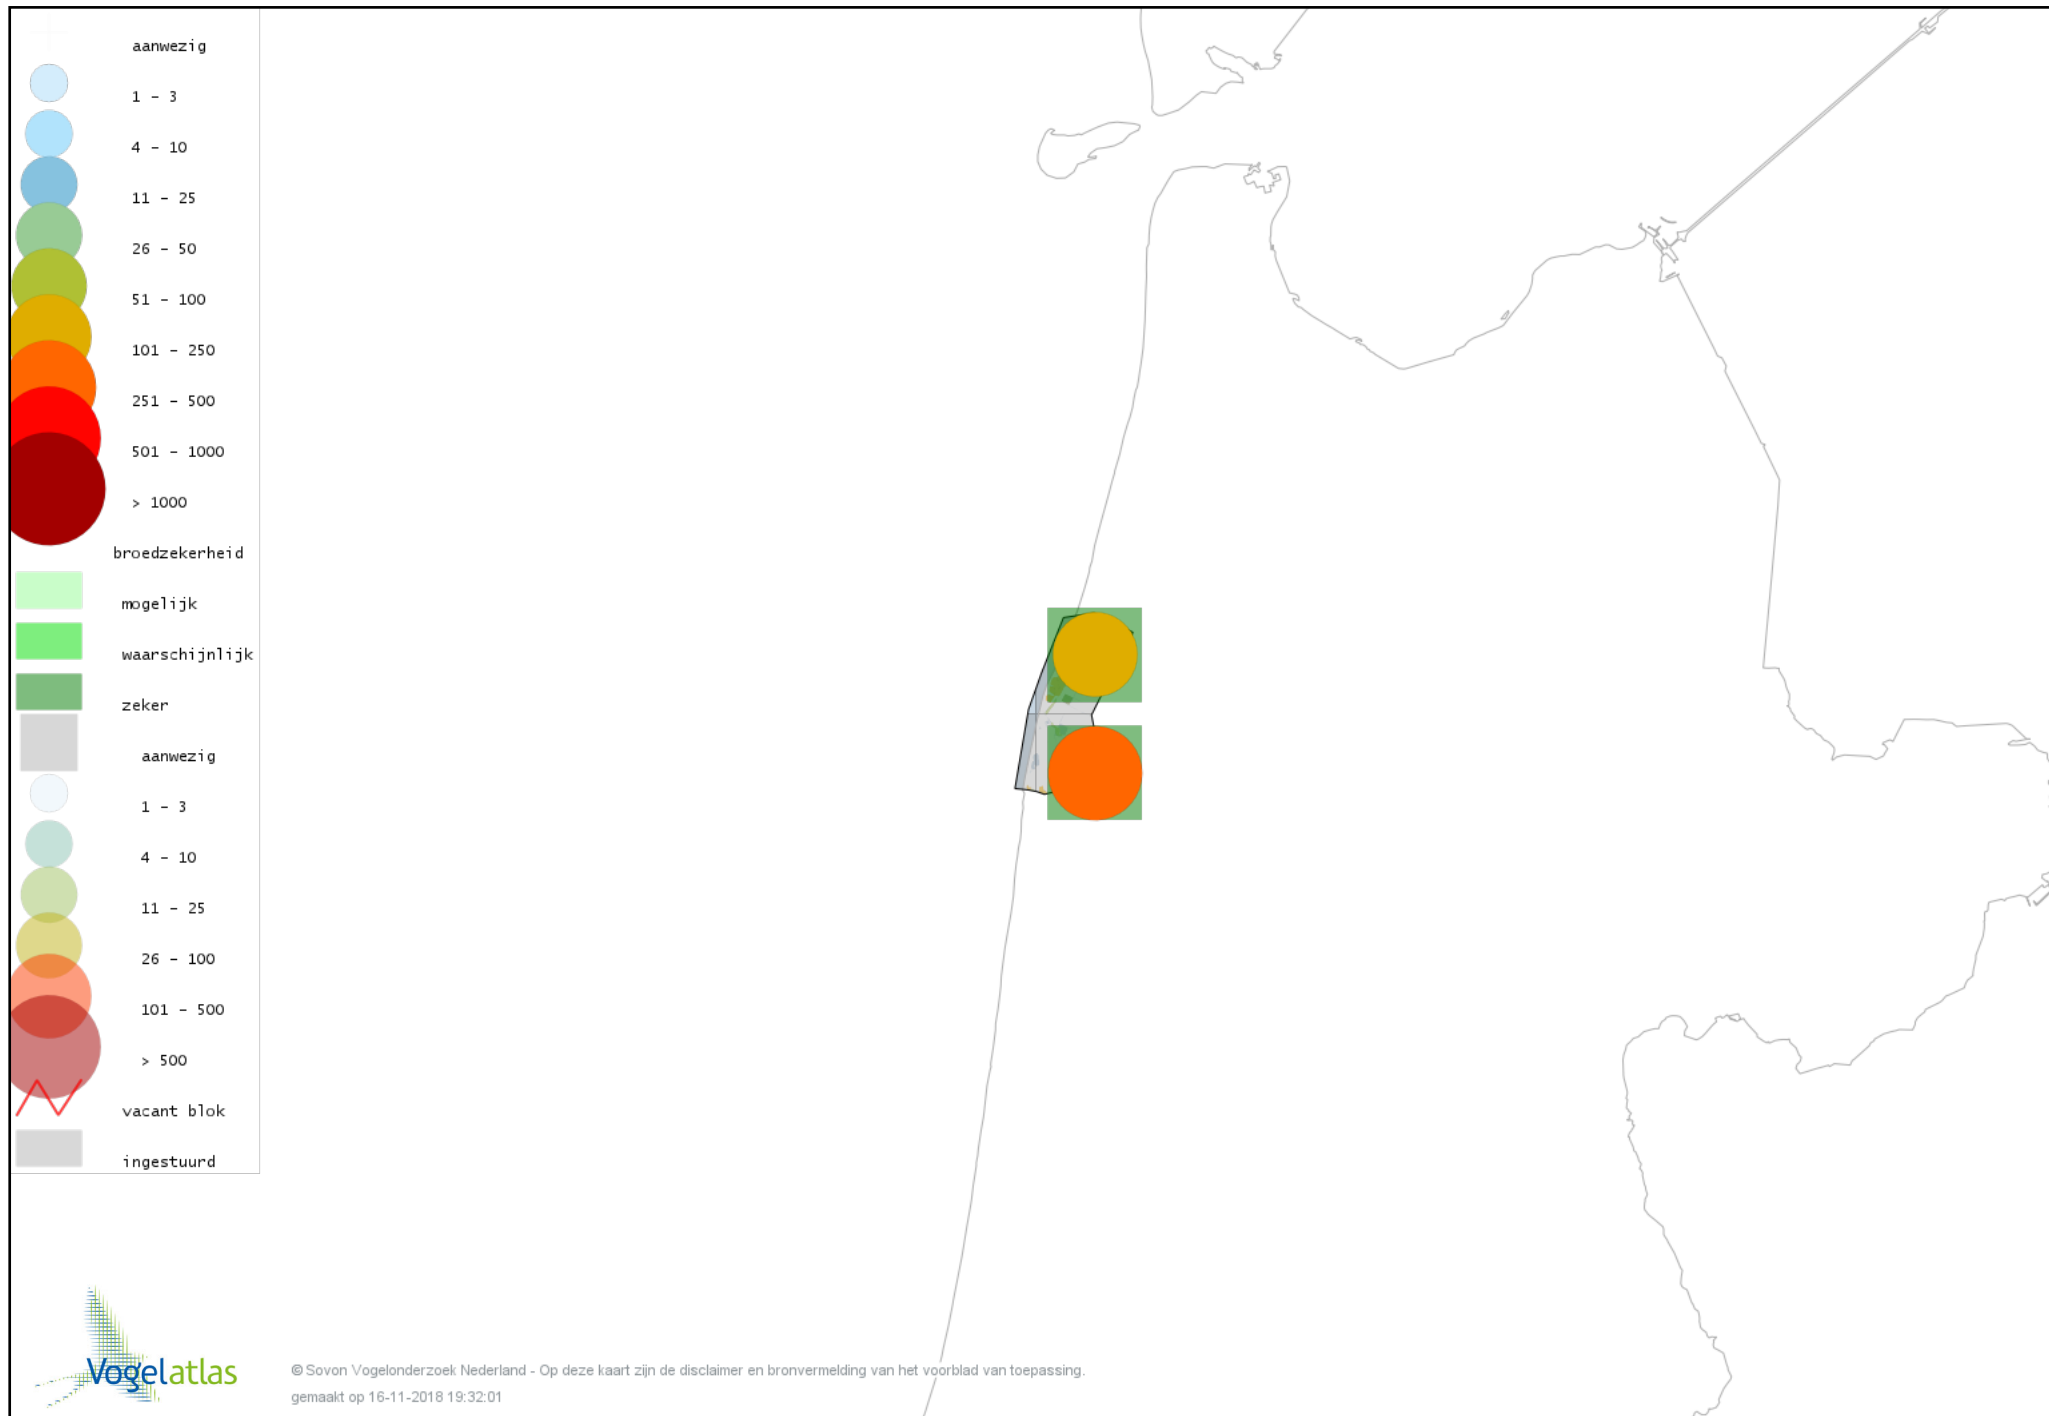 aanwezig
1 - 3
4 - 10
11 - 25
26 - 50
51 - 100
101 - 250
251 - 500
501 - 1000
> 1000
broedzekerheid
mogelijk
waarschijnlijk
zeker
aanwezig
1 - 3
4 - 10
11 - 25
26 - 100
101 - 500
> 500
vacant blok
ingestuurd
Vogelatlas
© Sovon Vogelonderzoek Nederland - Op deze kaart zijn de disclaimer en bronvermelding van het voorblad van toepassing.
gemaakt op 16-11-2018 19:32:01